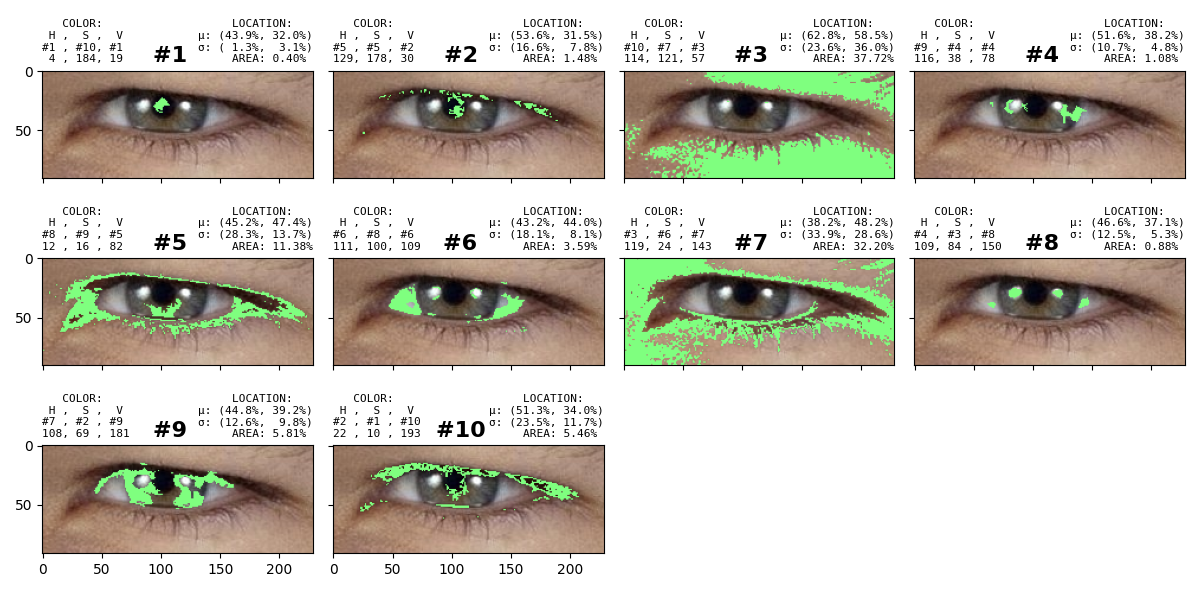 COLOR: LOCATION:
H , S , V μ: (43.9%, 32.0%)
#1 , #10, #1 #1 σ: ( 1.3%, 3.1%)
4 , 184, 19 AREA: 0.40%
COLOR: LOCATION:
H , S , V μ: (53.6%, 31.5%)
#5 , #5 , #2 #2 σ: (16.6%, 7.8%)
129, 178, 30 AREA: 1.48%
COLOR: LOCATION:
H , S , V μ: (62.8%, 58.5%)
#10, #7 , #3 #3 σ: (23.6%, 36.0%)
114, 121, 57 AREA: 37.72%
COLOR: LOCATION:
H , S , V μ: (51.6%, 38.2%)
#9 , #4 , #4 #4 σ: (10.7%, 4.8%)
116, 38 , 78 AREA: 1.08%
0
50
COLOR: LOCATION:
H , S , V μ: (45.2%, 47.4%)
#8 , #9 , #5 #5 σ: (28.3%, 13.7%)
12 , 16 , 82 AREA: 11.38%
COLOR: LOCATION:
H , S , V μ: (43.2%, 44.0%)
#6 , #8 , #6 #6 σ: (18.1%, 8.1%)
111, 100, 109 AREA: 3.59%
COLOR: LOCATION:
H , S , V μ: (38.2%, 48.2%)
#3 , #6 , #7 #7 σ: (33.9%, 28.6%)
119, 24 , 143 AREA: 32.20%
COLOR: LOCATION:
H , S , V μ: (46.6%, 37.1%)
#4 , #3 , #8 #8 σ: (12.5%, 5.3%)
109, 84 , 150 AREA: 0.88%
0
50
COLOR: LOCATION:
H , S , V μ: (44.8%, 39.2%)
#7 , #2 , #9 #9 σ: (12.6%, 9.8%)
108, 69 , 181 AREA: 5.81%
COLOR: LOCATION:
H , S , V μ: (51.3%, 34.0%)
#2 , #1 , #10 #10 σ: (23.5%, 11.7%)
22 , 10 , 193 AREA: 5.46%
0
50
0 50 100 150 200
0 50 100 150 200